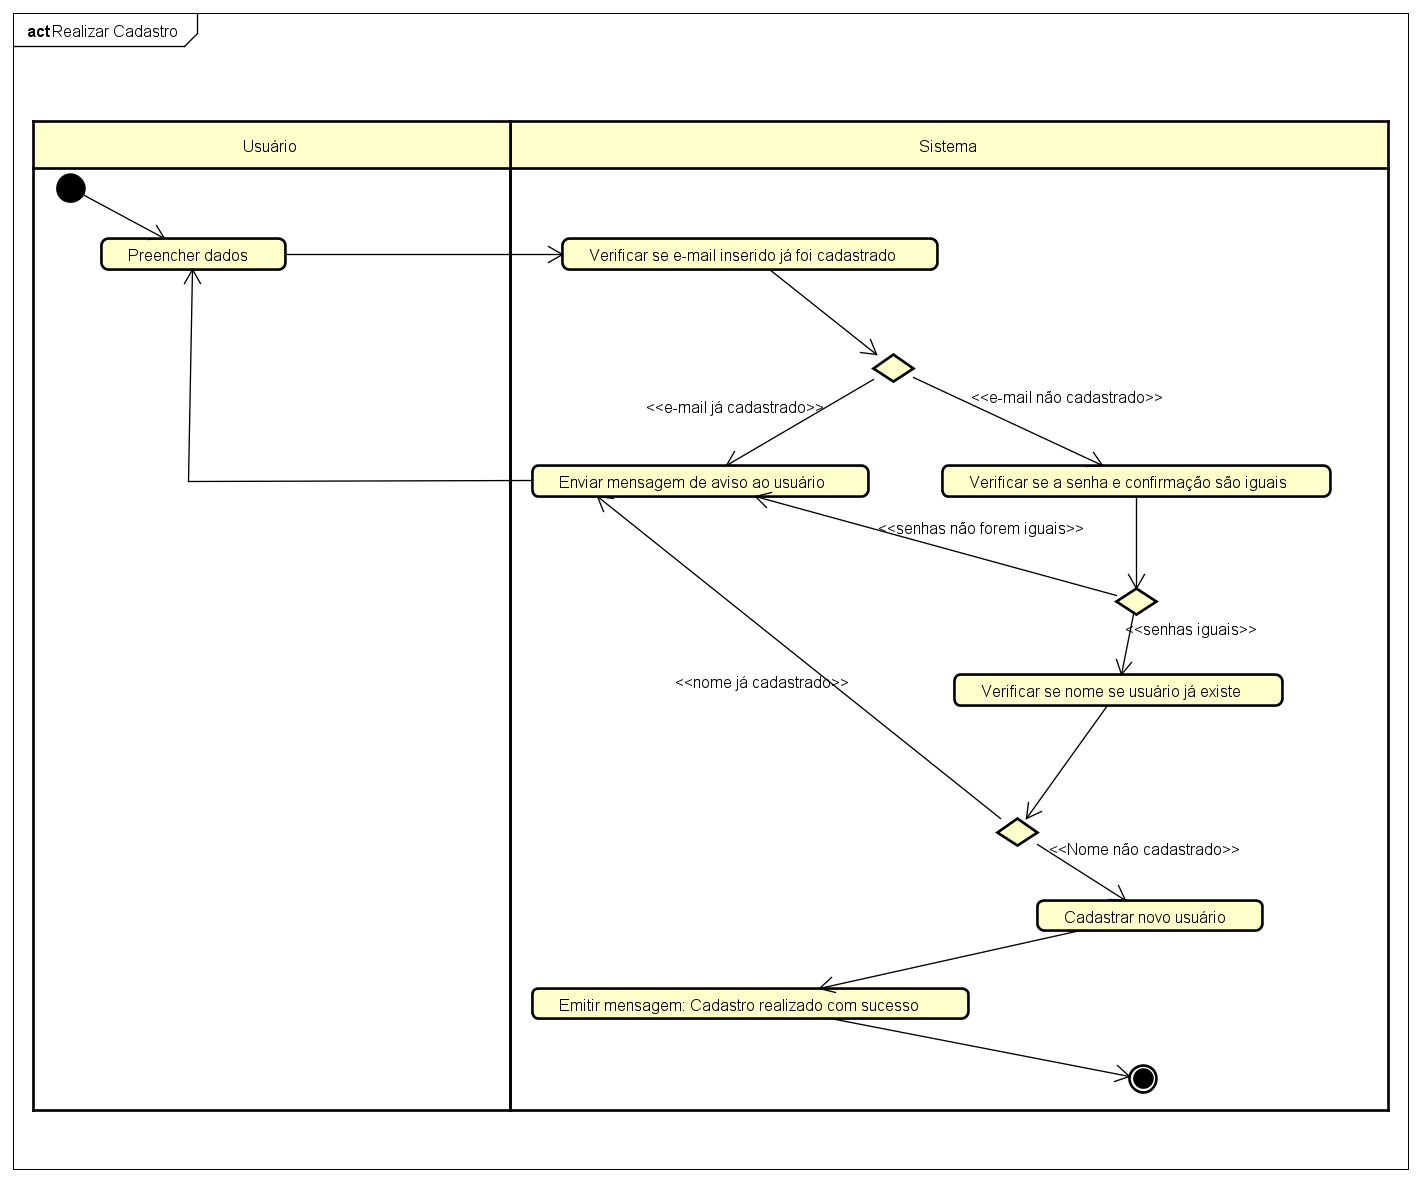 act Realizar Cadastro
Usuário
Sistema
Preencher dados
Verificar se e-mail inserido já foi cadastrado
<<e-mail já cadastrado>>
<<e-mail não cadastrado>>
Enviar mensagem de aviso ao usuário
Verificar se a senha e confirmação são iguais
<<senhas não forem iguais>>
<<senhas iguais>>
<<nome já cadastrado>>
Verificar se nome se usuário já existe
<<Nome não cadastrado>>
Cadastrar novo usuário
Emitir mensagem: Cadastro realizado com sucesso